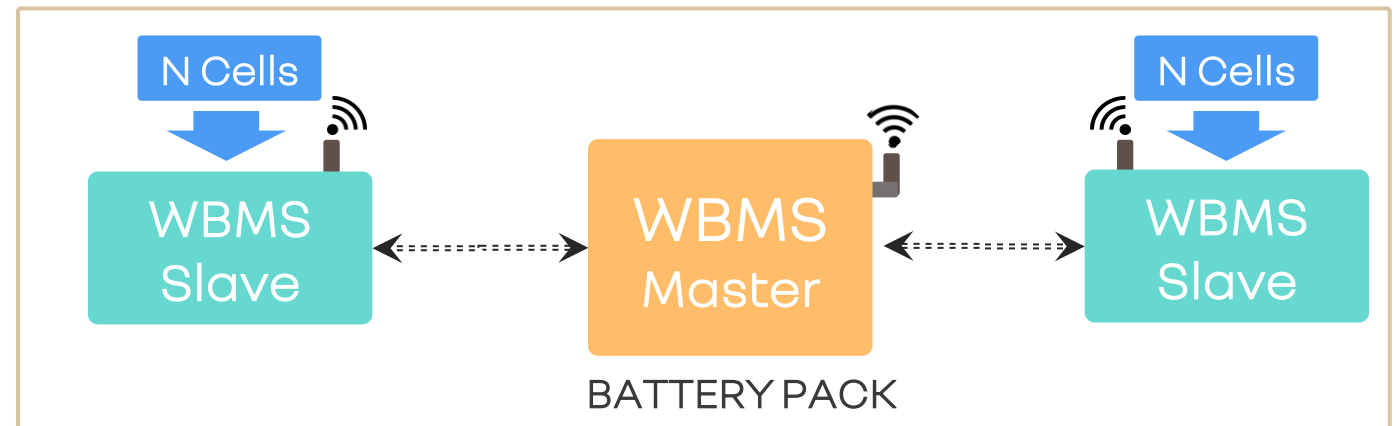 N Cells
N Cells
WBMS
Slave
WBMS
Master
WBMS
Slave
BATTERY PACK